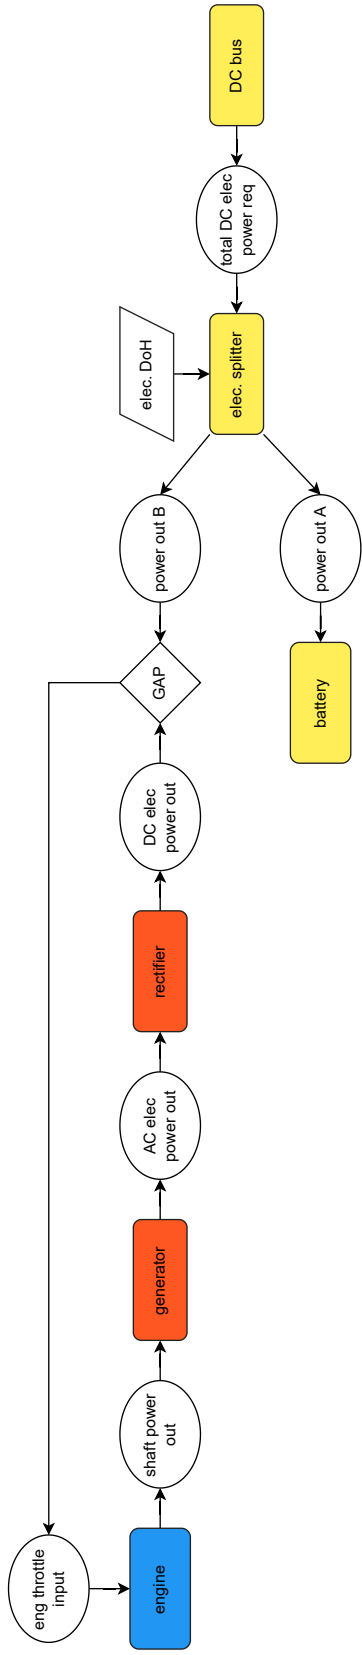 eng throttle
input
engine
shaft power
out
generator
AC elec
power out
rectifier
DC elec
power out
GAP
power out B
elec. DoH
elec. splitter
total DC elec
power req
DC bus
power out A
battery